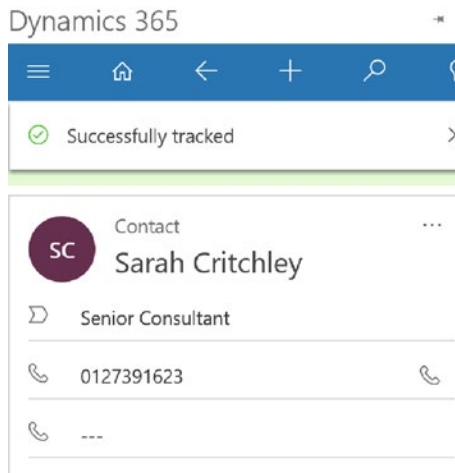 Dynamics 365
Successfully tracked
Contact
SC
Sarah Critchley
Senior Consultant
0127391623
---